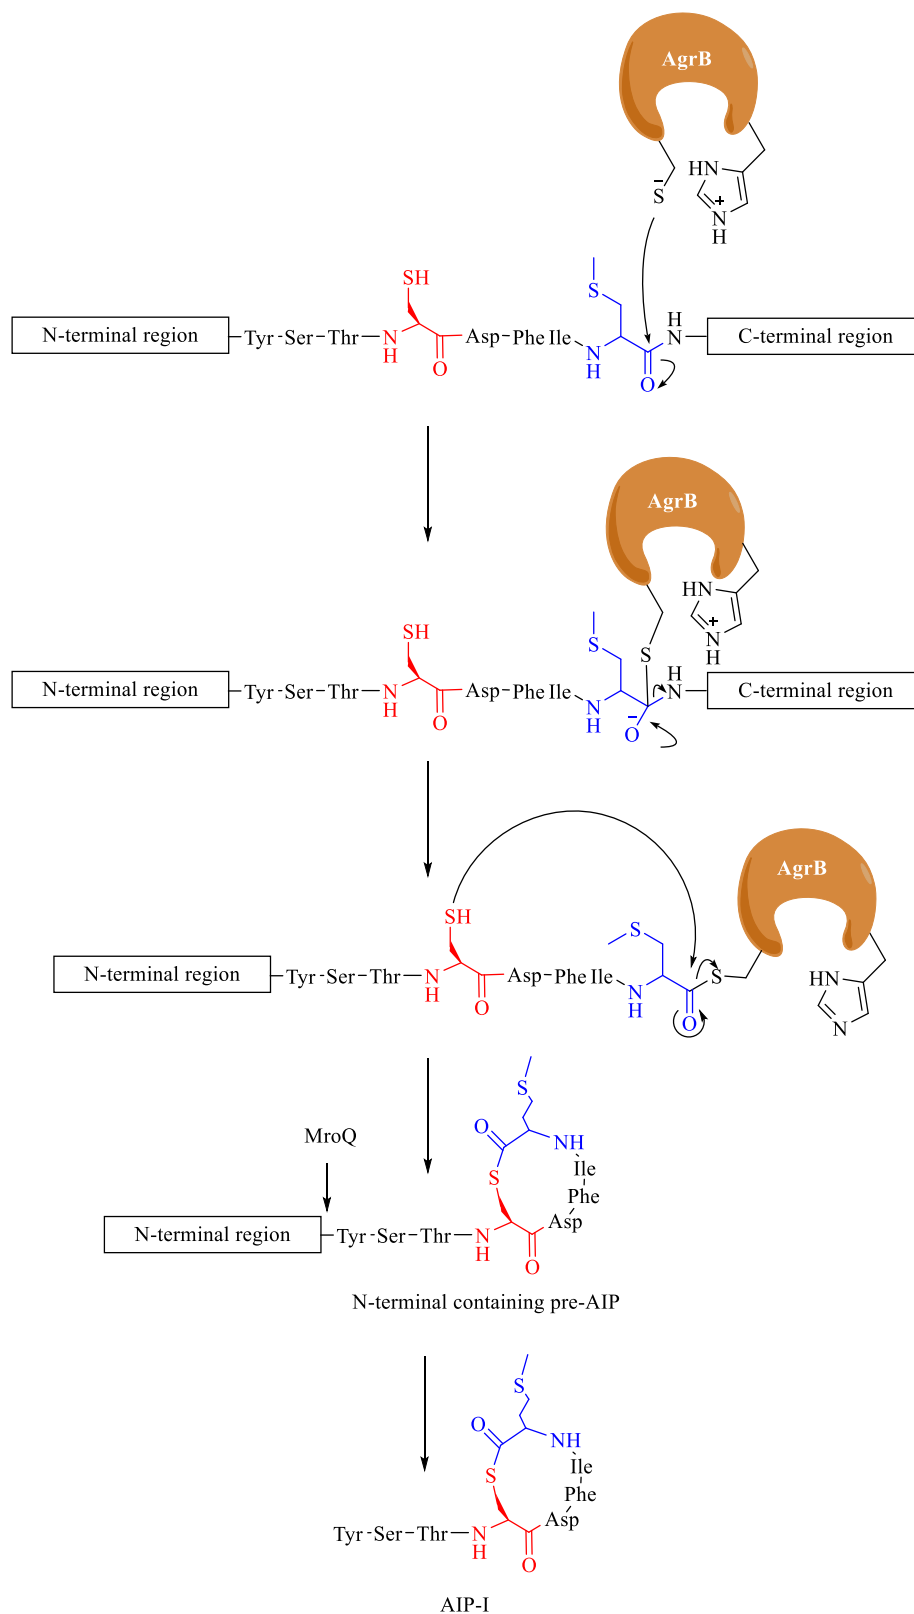 AgrB
HN
+
N
H
S
−
SH
S
N-terminal region
Tyr-Ser-Thr
N
H
O
Asp-Phe Ile
N
H
O
H
N
C-terminal region
AgrB
HN
+
N
H
SH
S
S
N-terminal region
Tyr-Ser-Thr
N
H
O
Asp-Phe Ile
N
H
−
O
H
N
C-terminal region
AgrB
SH
S
N-terminal region
Tyr-Ser-Thr
N
H
O
Asp-Phe Ile
N
H
O
S
HN
N
S
MroQ
O
NH
S
Ile
Phe
Asp
N-terminal region
Tyr-Ser-Thr
N
H
O
N-terminal containing pre-AIP
S
O
NH
S
Ile
Phe
Asp
Tyr-Ser-Thr
N
H
O
AIP-I